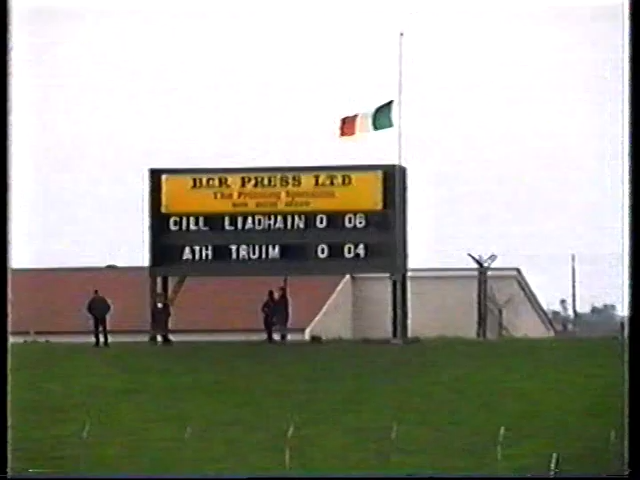 B.C.R. PRESS LTD
The Printing Specialists
CILL LIADHAIN 0 06
ATH TRUIM 0 04